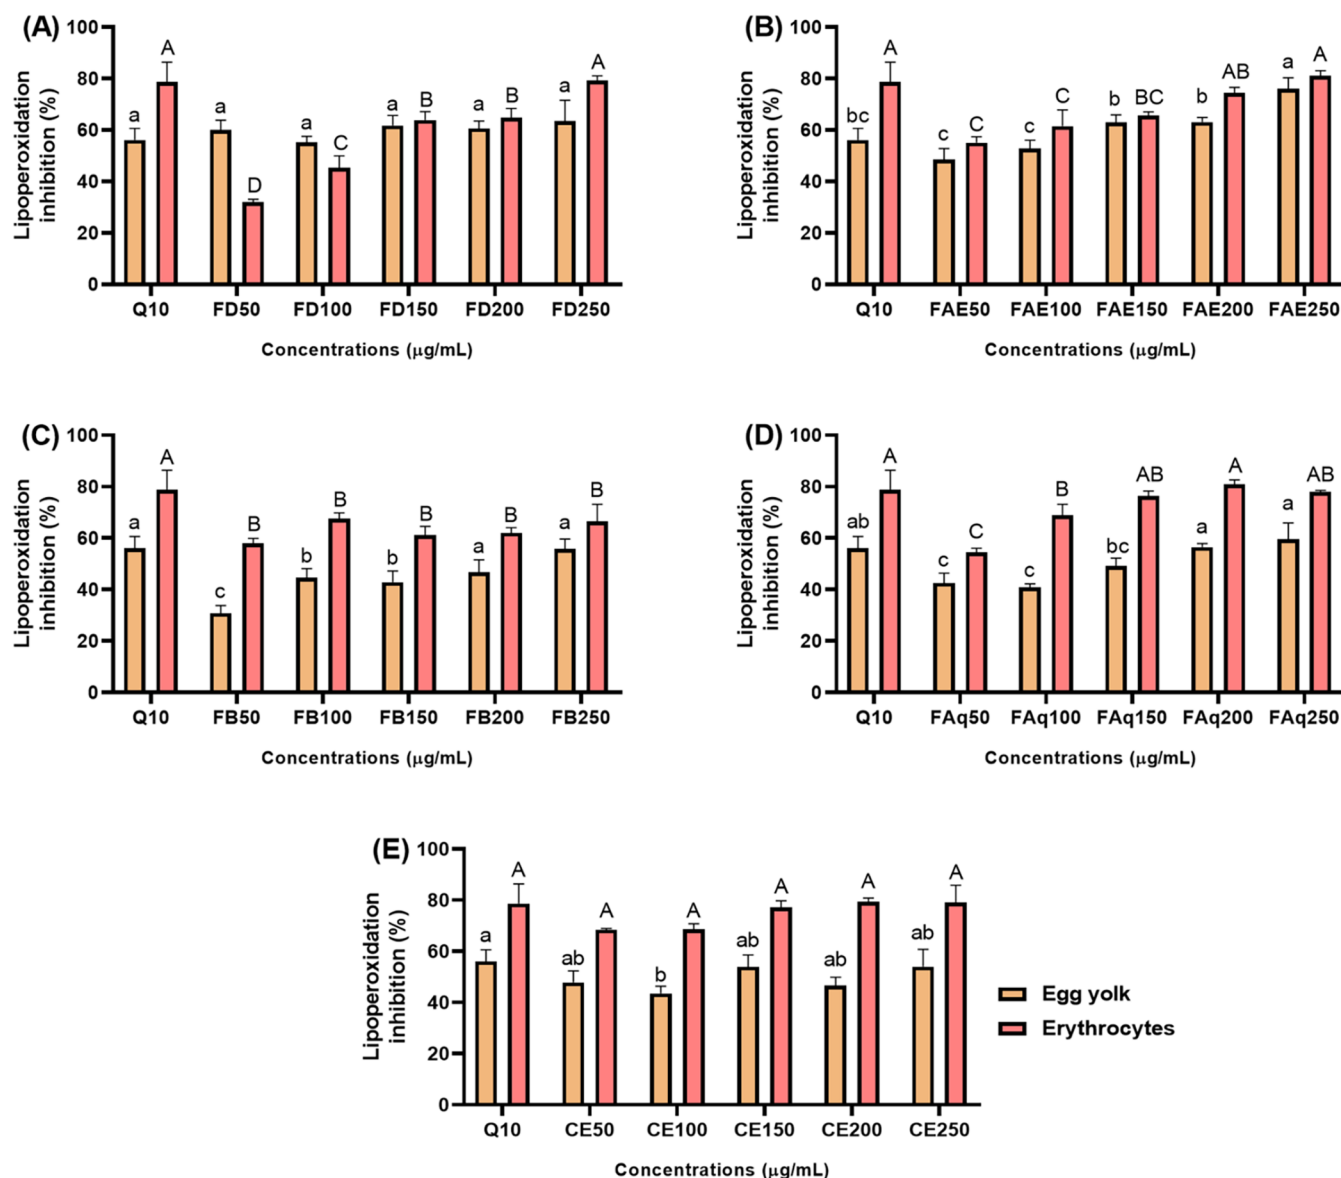 (A)
100
80
60
40
20
0
Lipoperoxidation
inhibition (%)
a A a D a C a B a B a A
Q10 FD50 FD100 FD150 FD200 FD250
Concentrations (μg/mL)
(B)
100
80
60
40
20
0
Lipoperoxidation
inhibition (%)
bc A c C c C b BC b AB a A
Q10 FAE50 FAE100 FAE150 FAE200 FAE250
Concentrations (μg/mL)
(C)
100
80
60
40
20
0
Lipoperoxidation
inhibition (%)
a A c B b B b B a B a B
Q10 FB50 FB100 FB150 FB200 FB250
Concentrations (μg/mL)
(D)
100
80
60
40
20
0
Lipoperoxidation
inhibition (%)
ab A c C c B bc AB a A a AB
Q10 FAq50 FAq100 FAq150 FAq200 FAq250
Concentrations (μg/mL)
(E)
100
80
60
40
20
0
Lipoperoxidation
inhibition (%)
a A ab A b A ab A ab A ab A
Q10 CE50 CE100 CE150 CE200 CE250
Concentrations (μg/mL)
Egg yolk
Erythrocytes